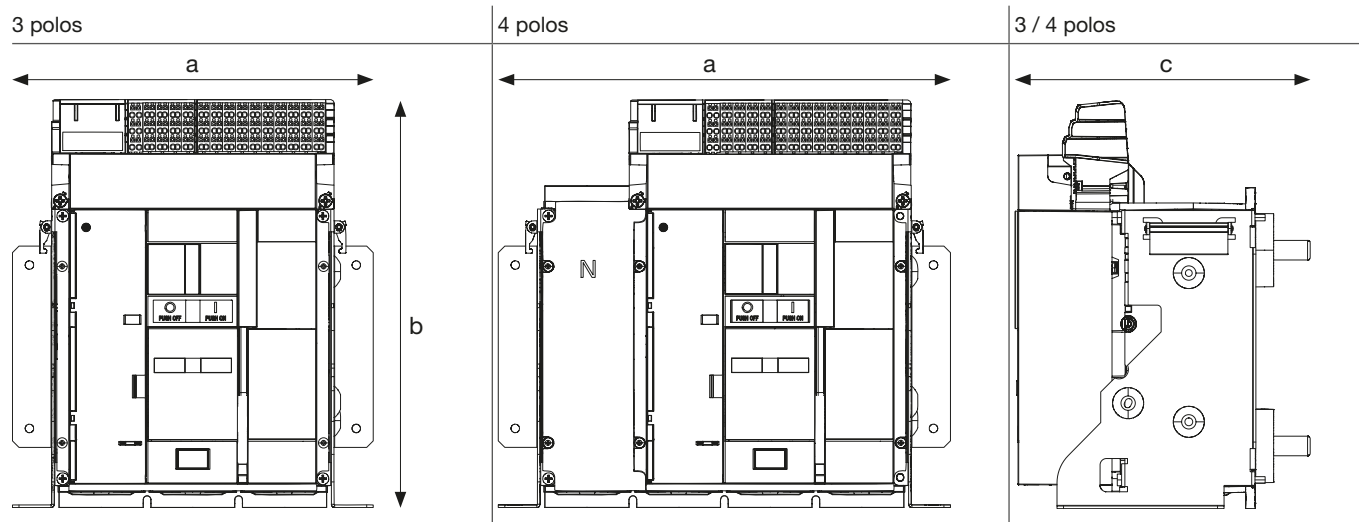 3 polos
4 polos
3 / 4 polos
a
a
c
b
N
PUSH OFF PUSH ON
PUSH OFF PUSH ON